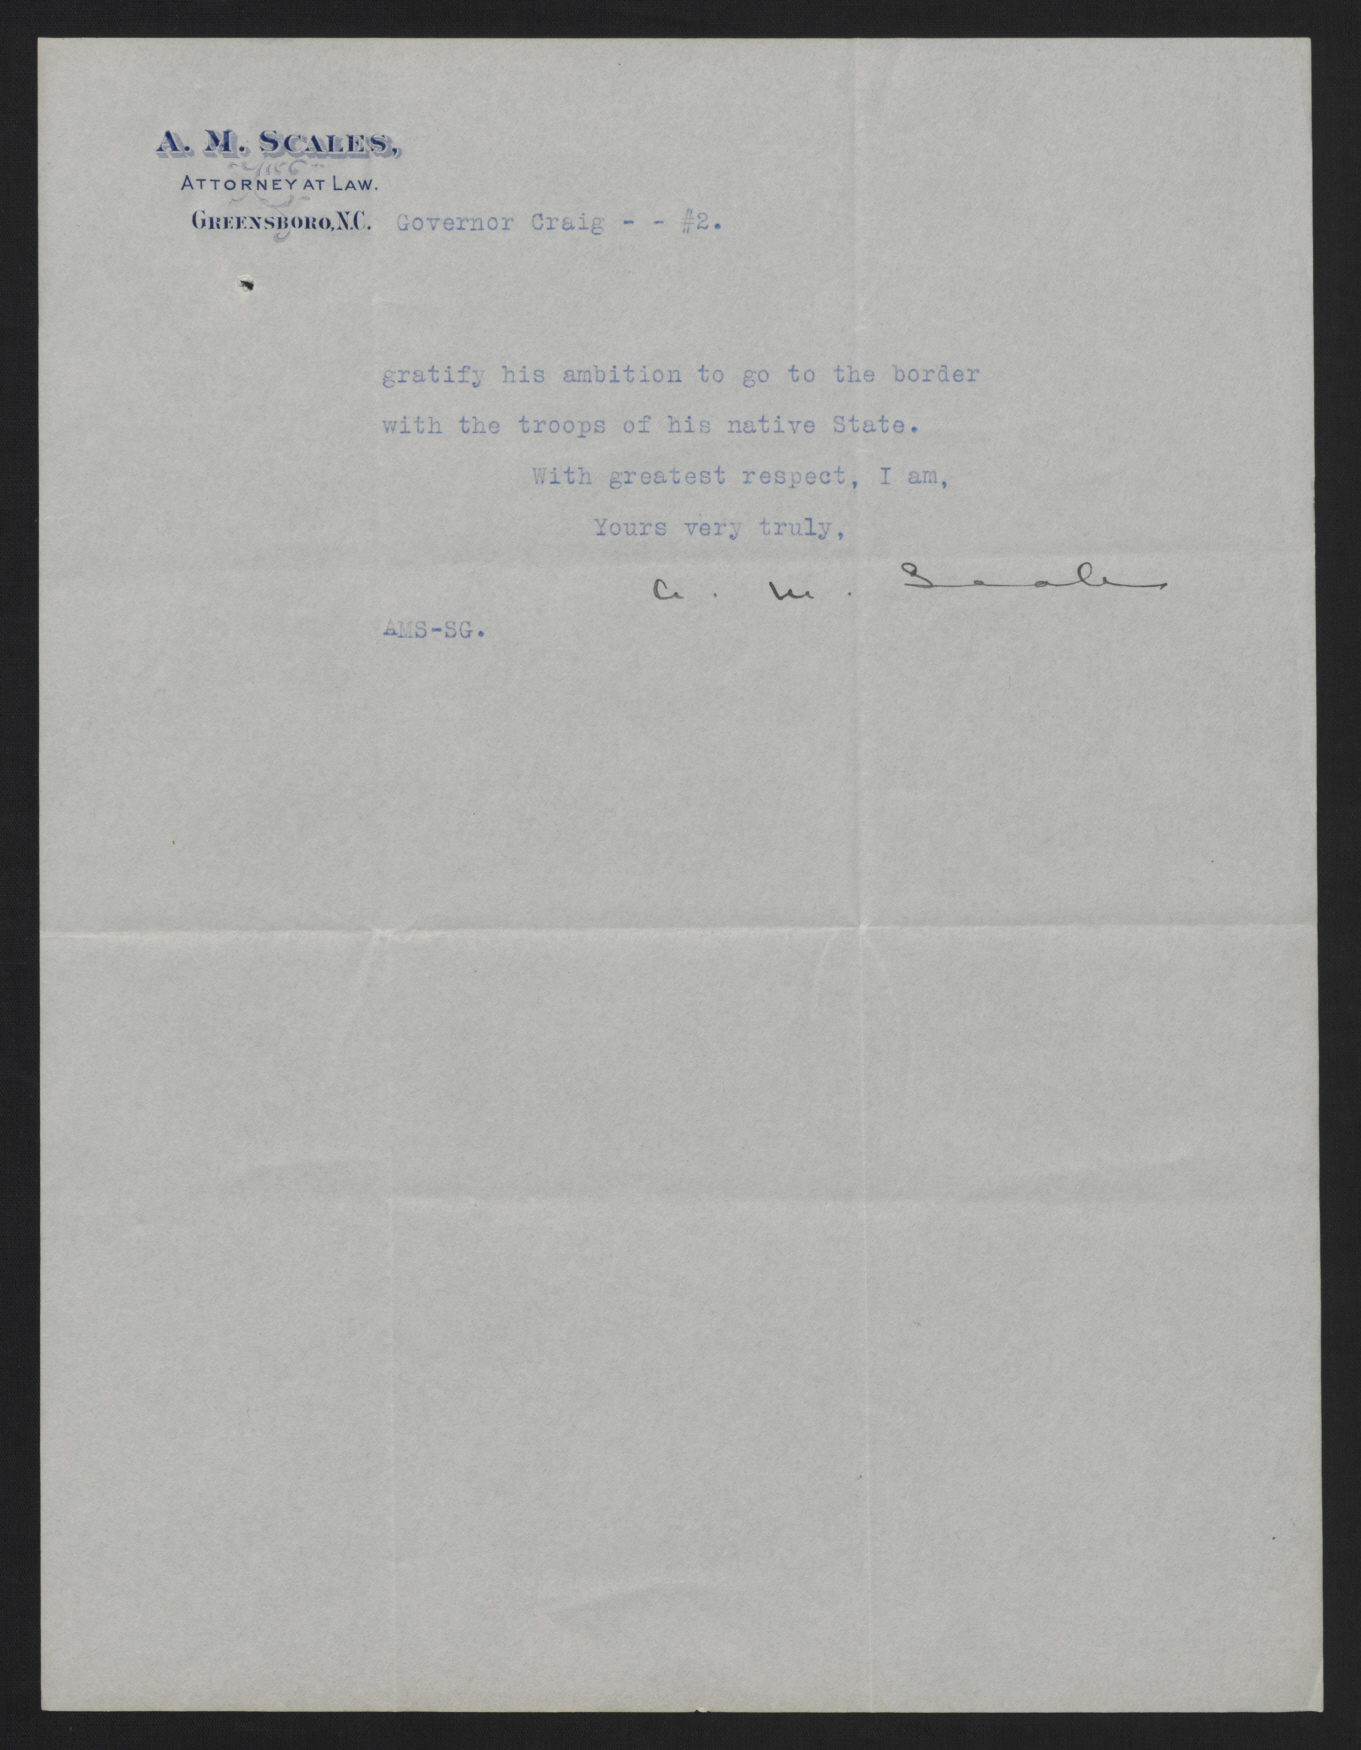 A. M. SCALES,
ATTORNEY AT LAW.
GREENSBORO, N.C. Governor Craig - - #2.
gratify his ambition to go to the border
with the troops of his native State.
With greatest respect, I am,
Yours very truly,
A. M. Scales
AMS-SG.